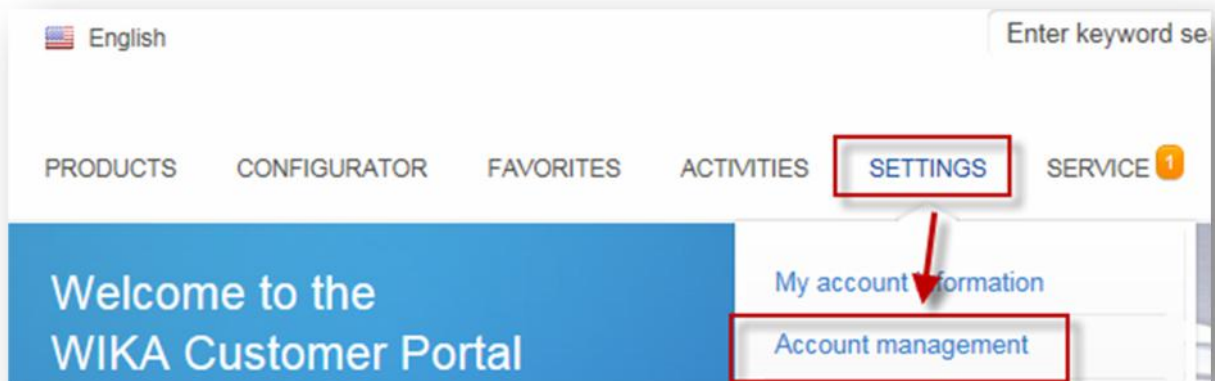 English
Enter keyword se
PRODUCTS CONFIGURATOR FAVORITES ACTIVITIES SETTINGS SERVICE 1
Welcome to the
WIKA Customer Portal
My account information
Account management